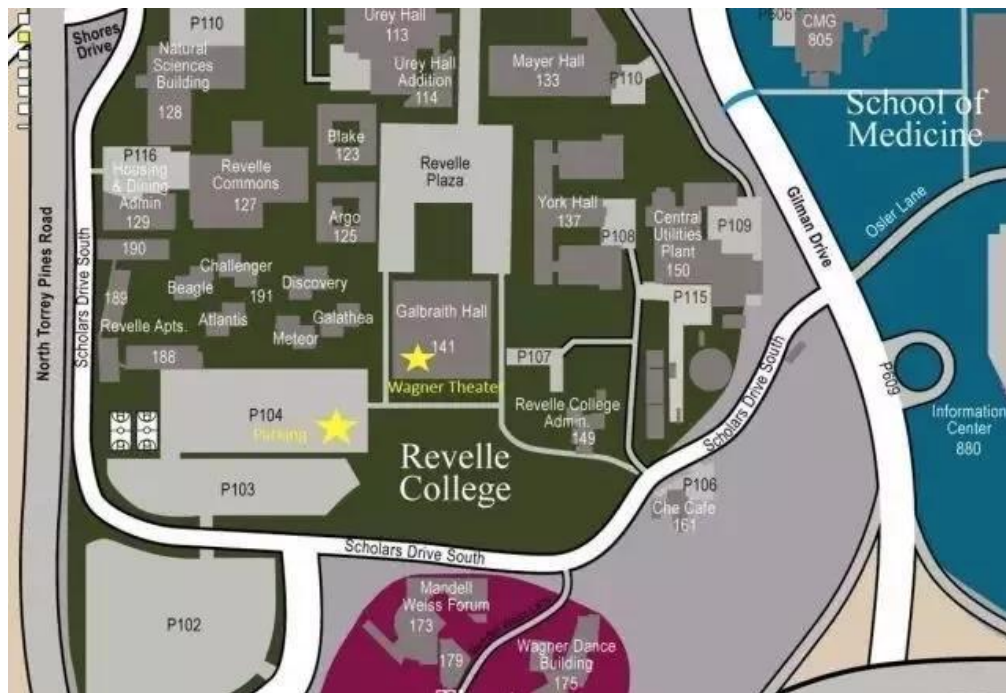 Shores
Drive
P110
Natural
Sciences
Building
128
Urey Hall
113
Urey Hall
Addition
114
Mayer Hall
133
P110
P606
CMG
805
School of
Medicine
P116
Housing
& Dining
Admin
129
Revelle
Commons
127
Blake
123
Argo
125
Revelle
Plaza
York Hall
137
P108
Central
Utilities
Plant
150
P109
Gilman Drive
Osler Lane
North Torrey Pines Road
Scholars Drive South
190
189
Challenger
Beagle
191
Discovery
Atlantis
Galathea
Meteor
Revelle Apts.
188
Galbraith Hall
141
Wagner Theater
P115
P107
Revelle College
Admin.
149
Scholars Drive South
P609
Information
Center
880
P104
Parking
Revelle
College
P103
P106
Che Cafe
161
Scholars Drive South
P102
Mandell
Weiss Forum
173
179
Wagner Dance
Building
175